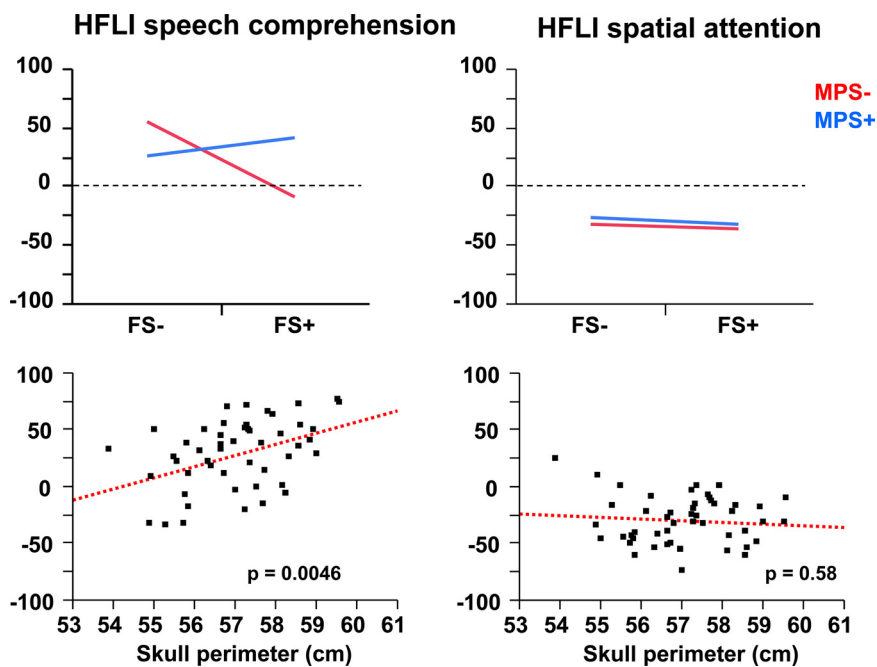 HFLI speech comprehension
HFLI spatial attention
100
50
0
-50
-100
FS-
FS+
100
50
0
-50
-100
FS-
FS+
MPS-
MPS+
100
50
0
-50
-100
53 54 55 56 57 58 59 60 61
Skull perimeter (cm)
p = 0.0046
100
50
0
-50
-100
53 54 55 56 57 58 59 60 61
Skull perimeter (cm)
p = 0.58